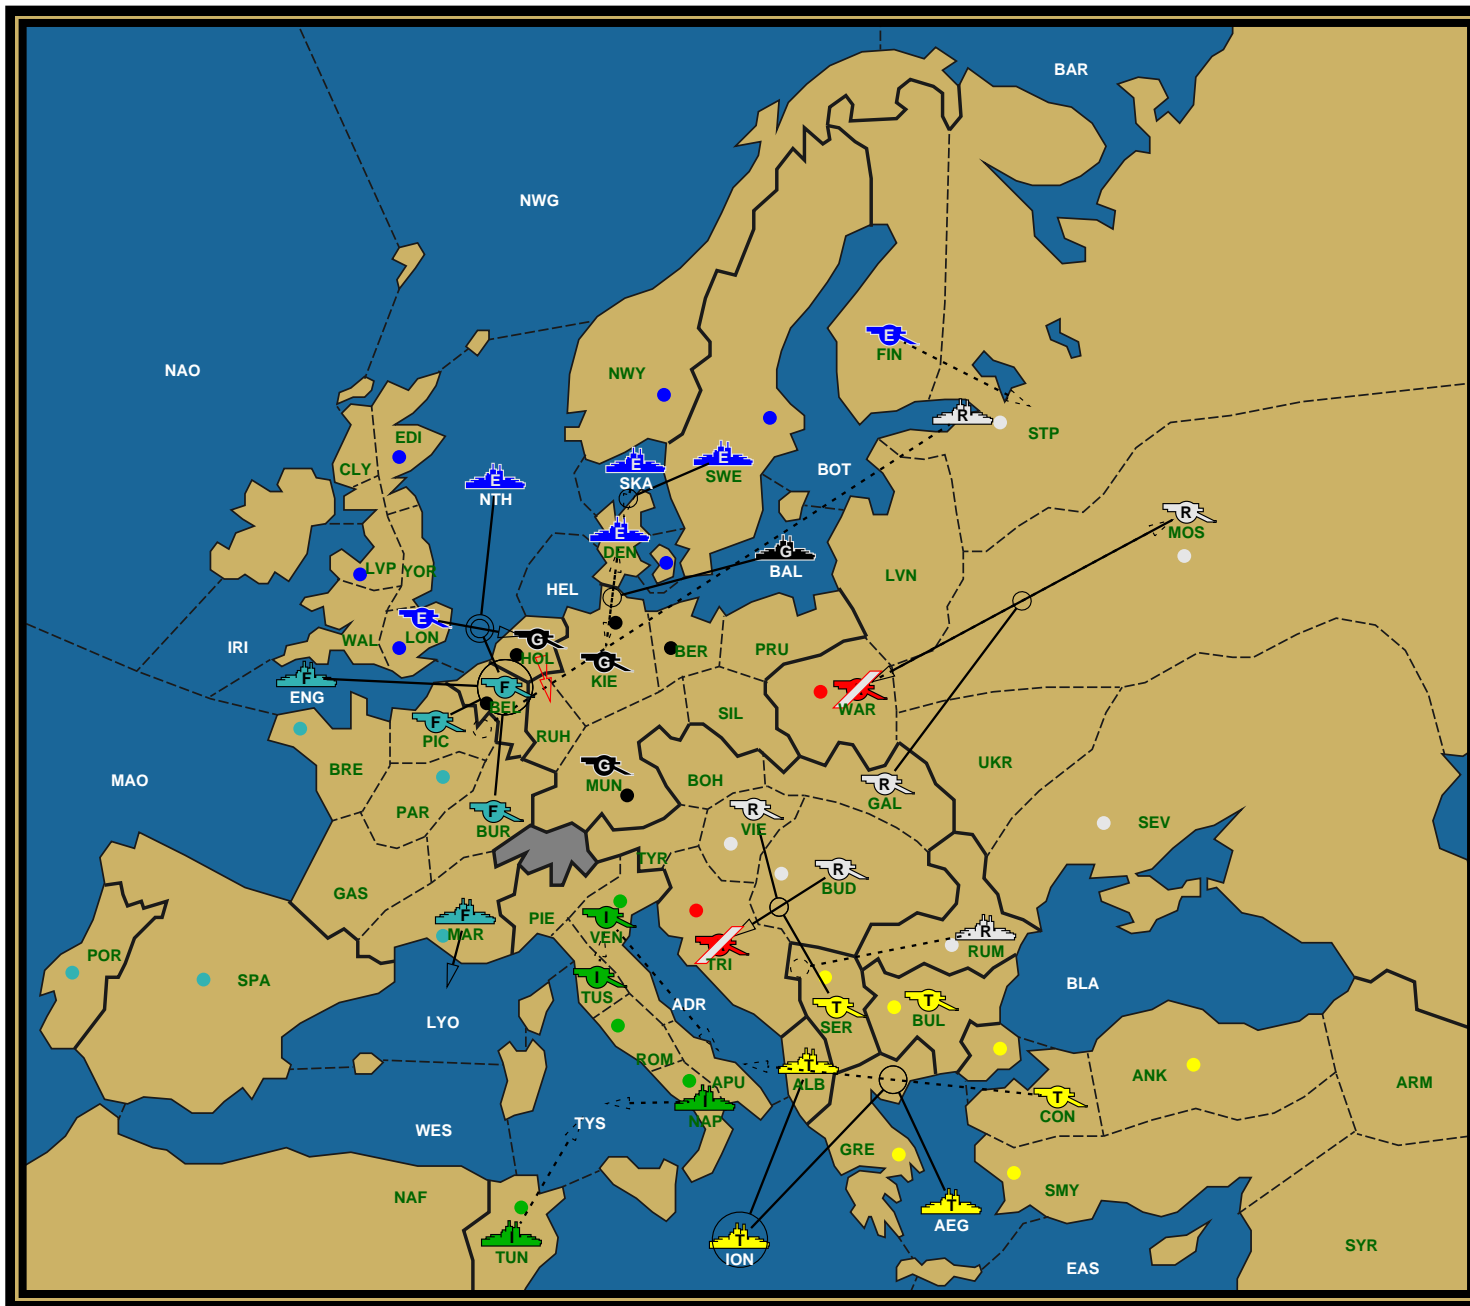 BAR
NWG
E
FIN
NAO
NWY
R
STP
EDI
CLY
E
SKA
E
SWE
BOT
E
NTH
R
MOS
E
DEN
G
BAL
LVP
YOR
HEL
LVN
E
LON
WAL
IRI
G
HOL
G
KIE
BER
PRU
F
ENG
F
BEL
WAR
F
PIC
SIL
RUH
BRE
G
MUN
BOH
R
GAL
UKR
MAO
PAR
F
BUR
R
VIE
SEV
TYR
R
BUD
GAS
F
MAR
PIE
I
VEN
R
RUM
TRI
POR
SPA
I
TUS
BLA
ADR
T
SER
T
BUL
LYO
ROM
APU
T
ALB
ANK
ARM
I
NAP
T
CON
WES
TYS
GRE
NAF
SMY
T
AEG
I
TUN
T
ION
SYR
EAS